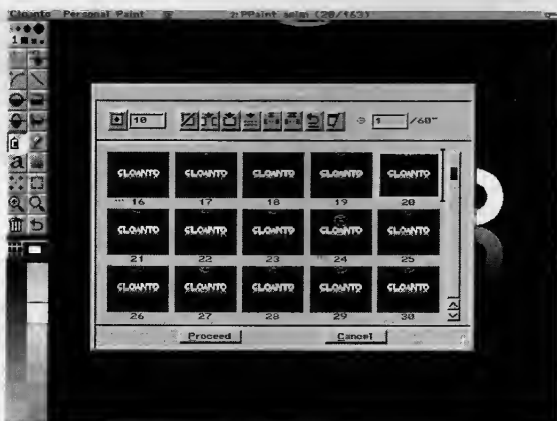 Cloanto Personal Paint 2: PPaint anim (20/163)
1
a
10 1 /60"
CLOANTO CLOANTO CLOANTO CLOANTO CLOANTO
16 17 18 19 20
CLOANTO CLOANTO CLOANTO CLOANTO CLOANTO
21 22 23 24 25
CLOANTO CLOANTO CLOANTO CLOANTO CLOANTO
26 27 28 29 30
Proceed Cancel